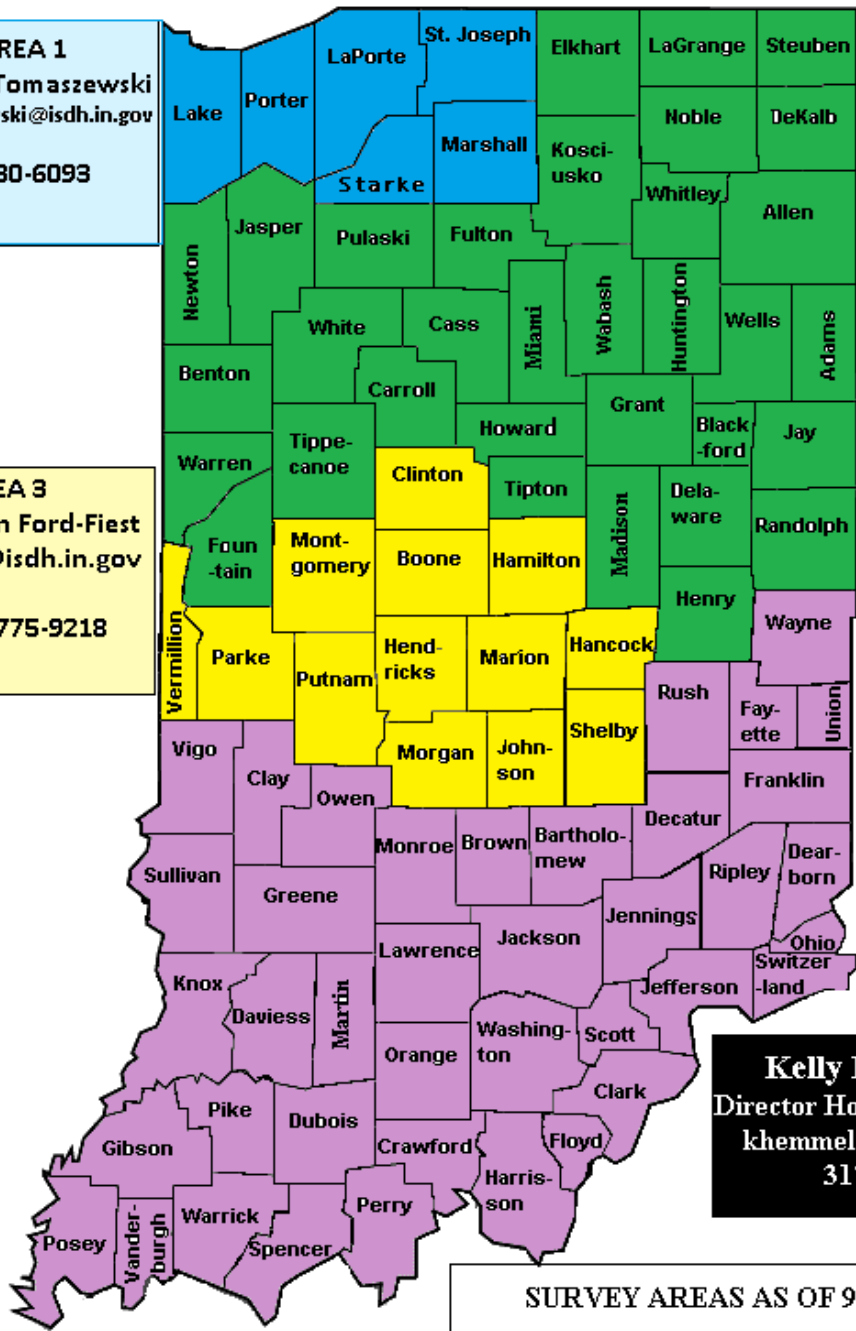 REA 1
Tomaszewski
ski@isdh.in.gov
30-6093
EA 3
n Ford-Fiest
@isdh.in.gov
775-9218
Lake
Porter
LaPorte
St. Joseph
Elkhart
LaGrange
Steuben
Noble
DeKalb
Marshall
Starke
Kosci-
usko
Whitley
Allen
Newton
Jasper
Pulaski
Fulton
White
Cass
Miami
Wabash
Huntington
Wells
Adams
Benton
Carroll
Grant
Black
-ford
Jay
Warren
Tippe-
canoe
Howard
Clinton
Tipton
Madison
Dela-
ware
Randolph
Foun
-tain
Mont-
gomery
Boone
Hamilton
Henry
Wayne
Vermillion
Parke
Putnam
Hend-
ricks
Marion
Hancock
Rush
Fay-
ette
Union
Vigo
Clay
Owen
Morgan
John-
son
Shelby
Franklin
Decatur
Monroe
Brown
Bartholo-
mew
Ripley
Dear-
born
Sullivan
Greene
Jennings
Lawrence
Jackson
Ohio
Switzer
-land
Jefferson
Knox
Daviess
Martin
Orange
Washing-
ton
Scott
Clark
Pike
Dubois
Gibson
Crawford
Floyd
Harris-
son
Perry
Warrick
Spencer
Posey
Vander-
burgh
Kelly
Director Ho
khemmel
31
SURVEY AREAS AS OF 9